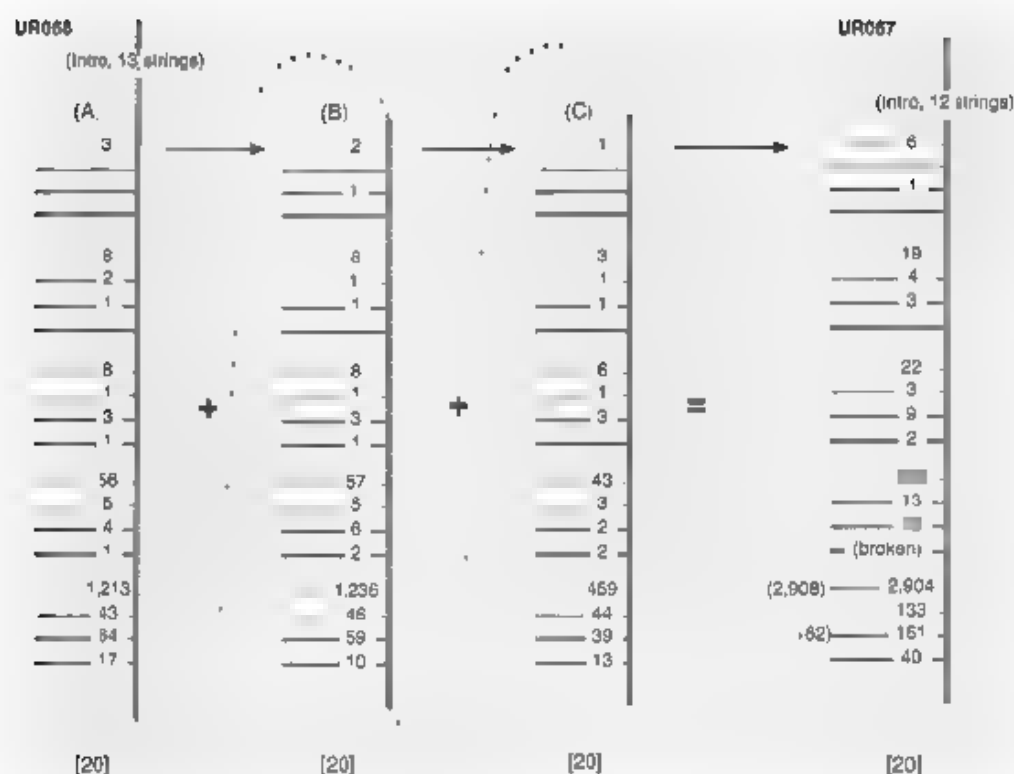 UR068
UR067
(Intro, 13 strings)
(Intro, 12 strings)
(A) (B) (C)
3 2 1 6
1 1
8 8 3 19
2 1 1 4
1 1 1 3
8 8 6 22
1 1 1 3
3 3 3 9
1 1 2
+ + =
56 57 43
5 5 3 13
4 6 2
1 2 2 (broken)
1,213 1,236 459 (2,908) 2,904
43 46 44 133
64 59 39 161
17 10 13 40
[20] [20] [20] [20]